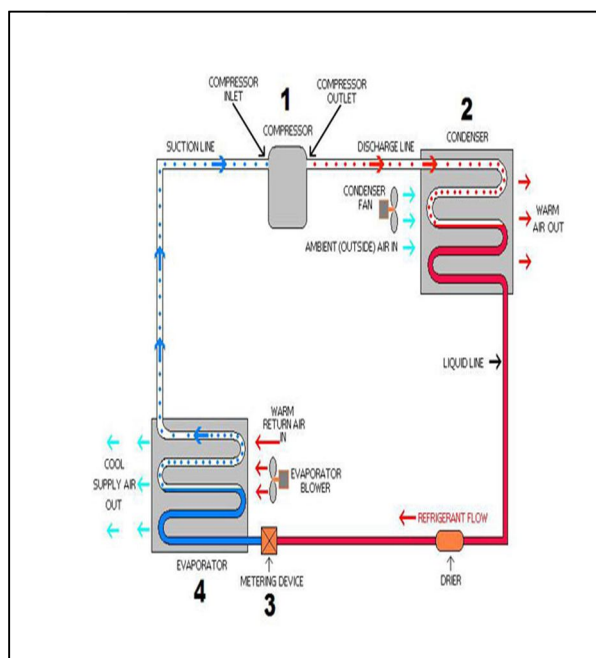 COMPRESSOR
INLET
1
COMPRESSOR
COMPRESSOR
OUTLET
2
CONDENSER
SUCTION LINE
DISCHARGE LINE
CONDENSER
FAN
AMBIENT (OUTSIDE) AIR IN
WARM
AIR OUT
LIQUID LINE
WARM
RETURN AIR
IN
EVAPORATOR
BLOWER
COOL
SUPPLY AIR
OUT
REFRIGERANT FLOW
EVAPORATOR
4
METERING DEVICE
3
DRIER